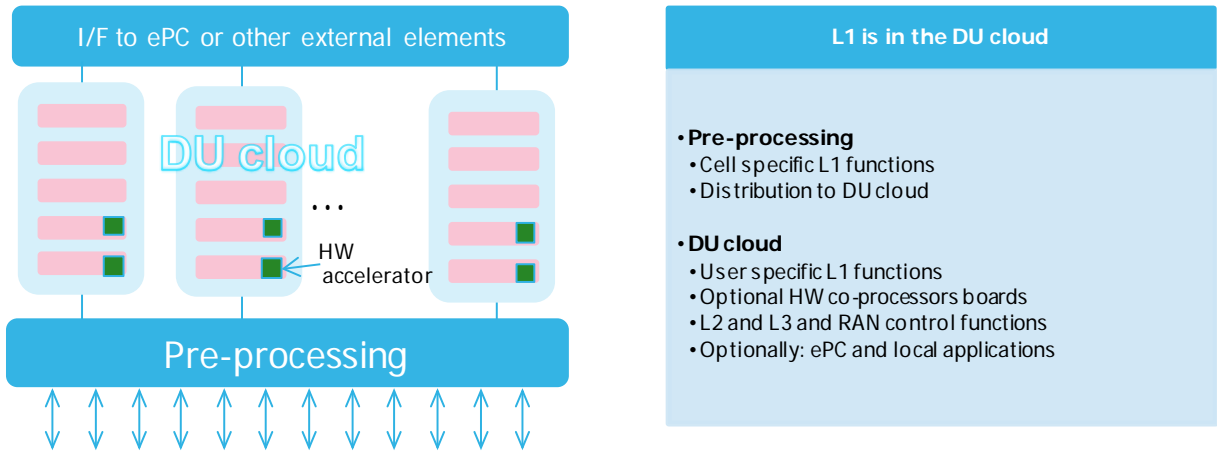 I/F to ePC or other external elements
DU cloud
...
HW
accelerator
Pre-processing
L1 is in the DU cloud
•Pre-processing
•Cell specific L1 functions
•Distribution to DU cloud
•DU cloud
•User specific L1 functions
•Optional HW co-processors boards
•L2 and L3 and RAN control functions
•Optionally: ePC and local applications